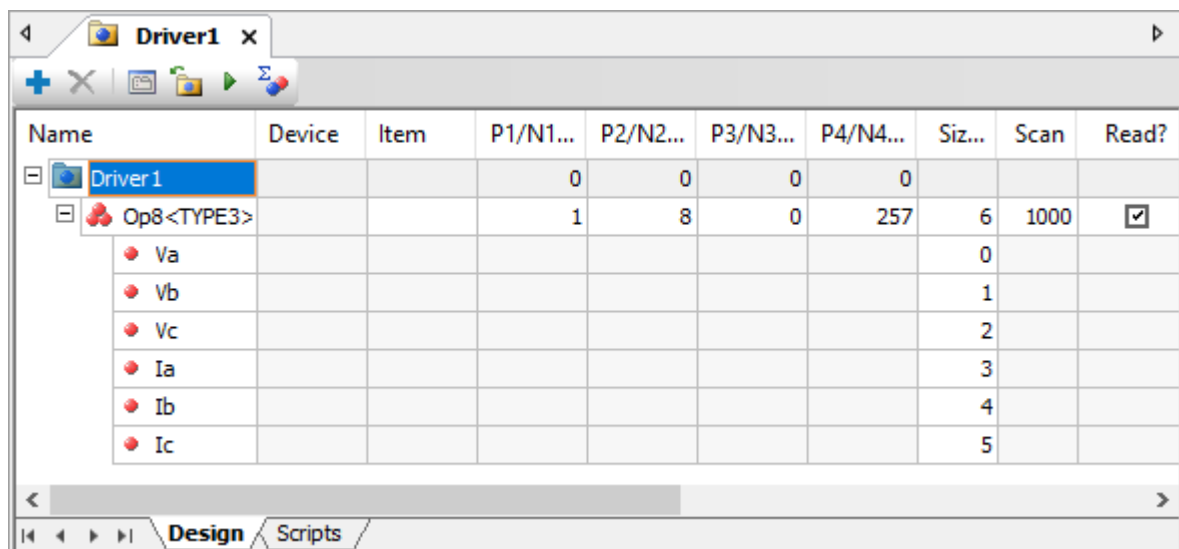 Driver1 x
Name Device Item P1/N1... P2/N2... P3/N3... P4/N4... Siz... Scan Read?
Driver1 0 0 0 0
Op8<TYPE3> 1 8 0 257 6 1000
Va 0
Vb 1
Vc 2
Ia 3
Ib 4
Ic 5
Design Scripts